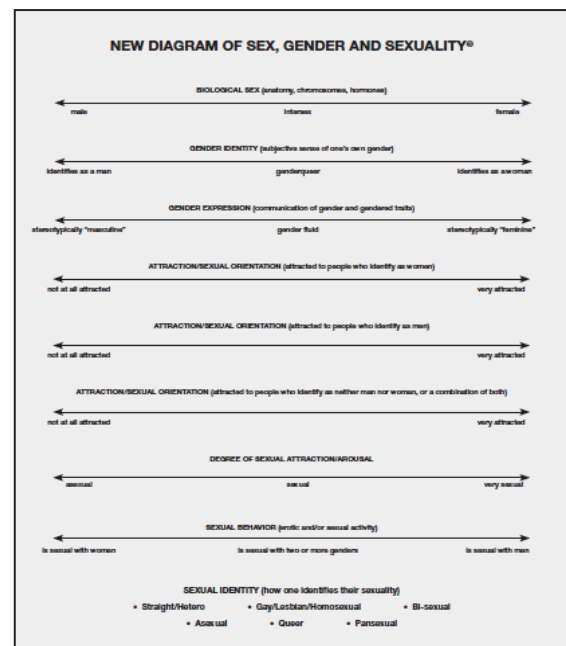 NEW DIAGRAM OF SEX, GENDER AND SEXUALITY©
BIOLOGICAL SEX (anatomy, chromosomes, hormones)
male intersex female
GENDER IDENTITY (subjective sense of one's own gender)
identifies as a man genderqueer identifies as a woman
GENDER EXPRESSION (communication of gender and gendered traits)
stereotypically "masculine" gender fluid stereotypically "feminine"
ATTRACTION/SEXUAL ORIENTATION (attracted to people who identify as women)
not at all attracted very attracted
ATTRACTION/SEXUAL ORIENTATION (attracted to people who identify as men)
not at all attracted very attracted
ATTRACTION/SEXUAL ORIENTATION (attracted to people who identify as neither man nor woman, or a combination of both)
not at all attracted very attracted
DEGREE OF SEXUAL ATTRACTION/AROUSAL
asexual sexual very sexual
SEXUAL BEHAVIOR (erotic and/or sexual activity)
is sexual with women is sexual with two or more genders is sexual with men
SEXUAL IDENTITY (how one identifies their sexuality)
• Straight/Hetero • Gay/Lesbian/Homosexual • Bi-sexual
• Asexual • Queer • Pansexual